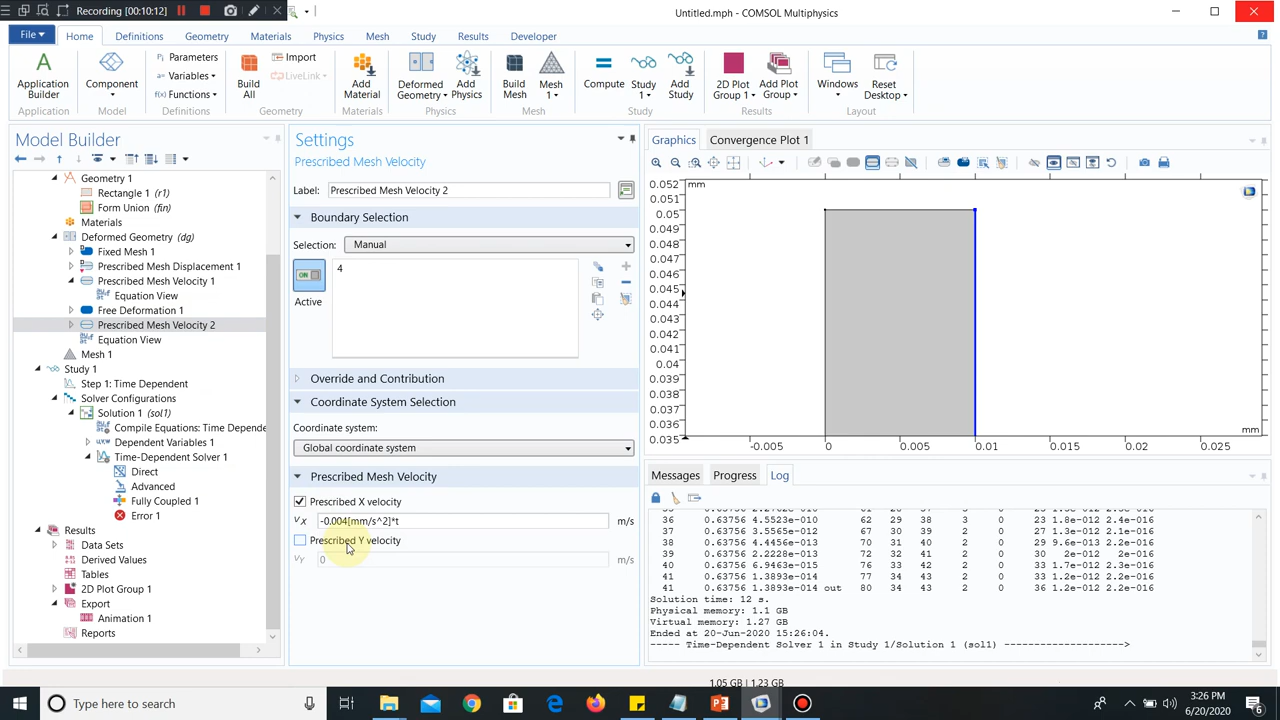 Recording [00:10:12]
Untitled.mph - COMSOL Multiphysics
File
Home
Definitions
Geometry
Materials
Physics
Mesh
Study
Results
Developer
Application Builder
Component
Parameters
Variables
Functions
Build All
Import
LiveLink
Add Material
Deformed Geometry
Add Physics
Build Mesh
Mesh 1
Compute
Study 1
Add Study
2D Plot Group 1
Add Plot Group
Windows
Reset Desktop
Application
Model
Definitions
Geometry
Materials
Physics
Mesh
Study
Results
Layout
Model Builder
Geometry 1
Rectangle 1 (r1)
Form Union (fin)
Materials
Deformed Geometry (dg)
Fixed Mesh 1
Prescribed Mesh Displacement 1
Prescribed Mesh Velocity 1
Equation View
Free Deformation 1
Prescribed Mesh Velocity 2
Equation View
Mesh 1
Study 1
Step 1: Time Dependent
Solver Configurations
Solution 1 (sol1)
Compile Equations: Time Depende
Dependent Variables 1
Time-Dependent Solver 1
Direct
Advanced
Fully Coupled 1
Error 1
Results
Data Sets
Derived Values
Tables
2D Plot Group 1
Export
Animation 1
Reports
Settings
Prescribed Mesh Velocity
Label: Prescribed Mesh Velocity 2
Boundary Selection
Selection: Manual
ON
Active
4
Override and Contribution
Coordinate System Selection
Coordinate system:
Global coordinate system
Prescribed Mesh Velocity
Prescribed X velocity
vX -0.004[mm/s^2]*t m/s
Prescribed Y velocity
vY 0 m/s
Graphics
Convergence Plot 1
mm
0.052
0.051
0.05
0.049
0.048
0.047
0.046
0.045
0.044
0.043
0.042
0.041
0.04
0.039
0.038
0.037
0.036
0.035
mm
-0.005 0 0.005 0.01 0.015 0.02 0.025
Messages
Progress
Log
36 0.63756 4.5523e-010 62 29 38 3 0 27 1.8e-012 2.4e-016
37 0.63756 3.5762e-010 67 30 39 2 0 29 1.4e-012 2.2e-016
38 0.63756 4.4456e-013 71 31 40 2 0 29 9.6e-013 2.2e-016
39 0.63756 2.2228e-013 72 32 41 2 0 30 2e-012 2.2e-016
40 0.63756 6.9463e-015 76 33 42 2 0 33 1.7e-012 2.3e-016
41 0.63756 1.3893e-014 77 34 43 2 0 33 1.2e-012 2.2e-016
41 0.63756 1.3893e-014 out 80 34 43 2 0 36 1.2e-012 2.2e-016
Solution time: 12 s.
Physical memory: 1.1 GB
Virtual memory: 1.27 GB
Ended at 20-Jun-2020 15:26:04.
----- Time-Dependent Solver 1 in Study 1/Solution 1 (sol1) -------------------->
1.05 GB | 1.23 GB
Type here to search
3:26 PM
6/20/2020
6